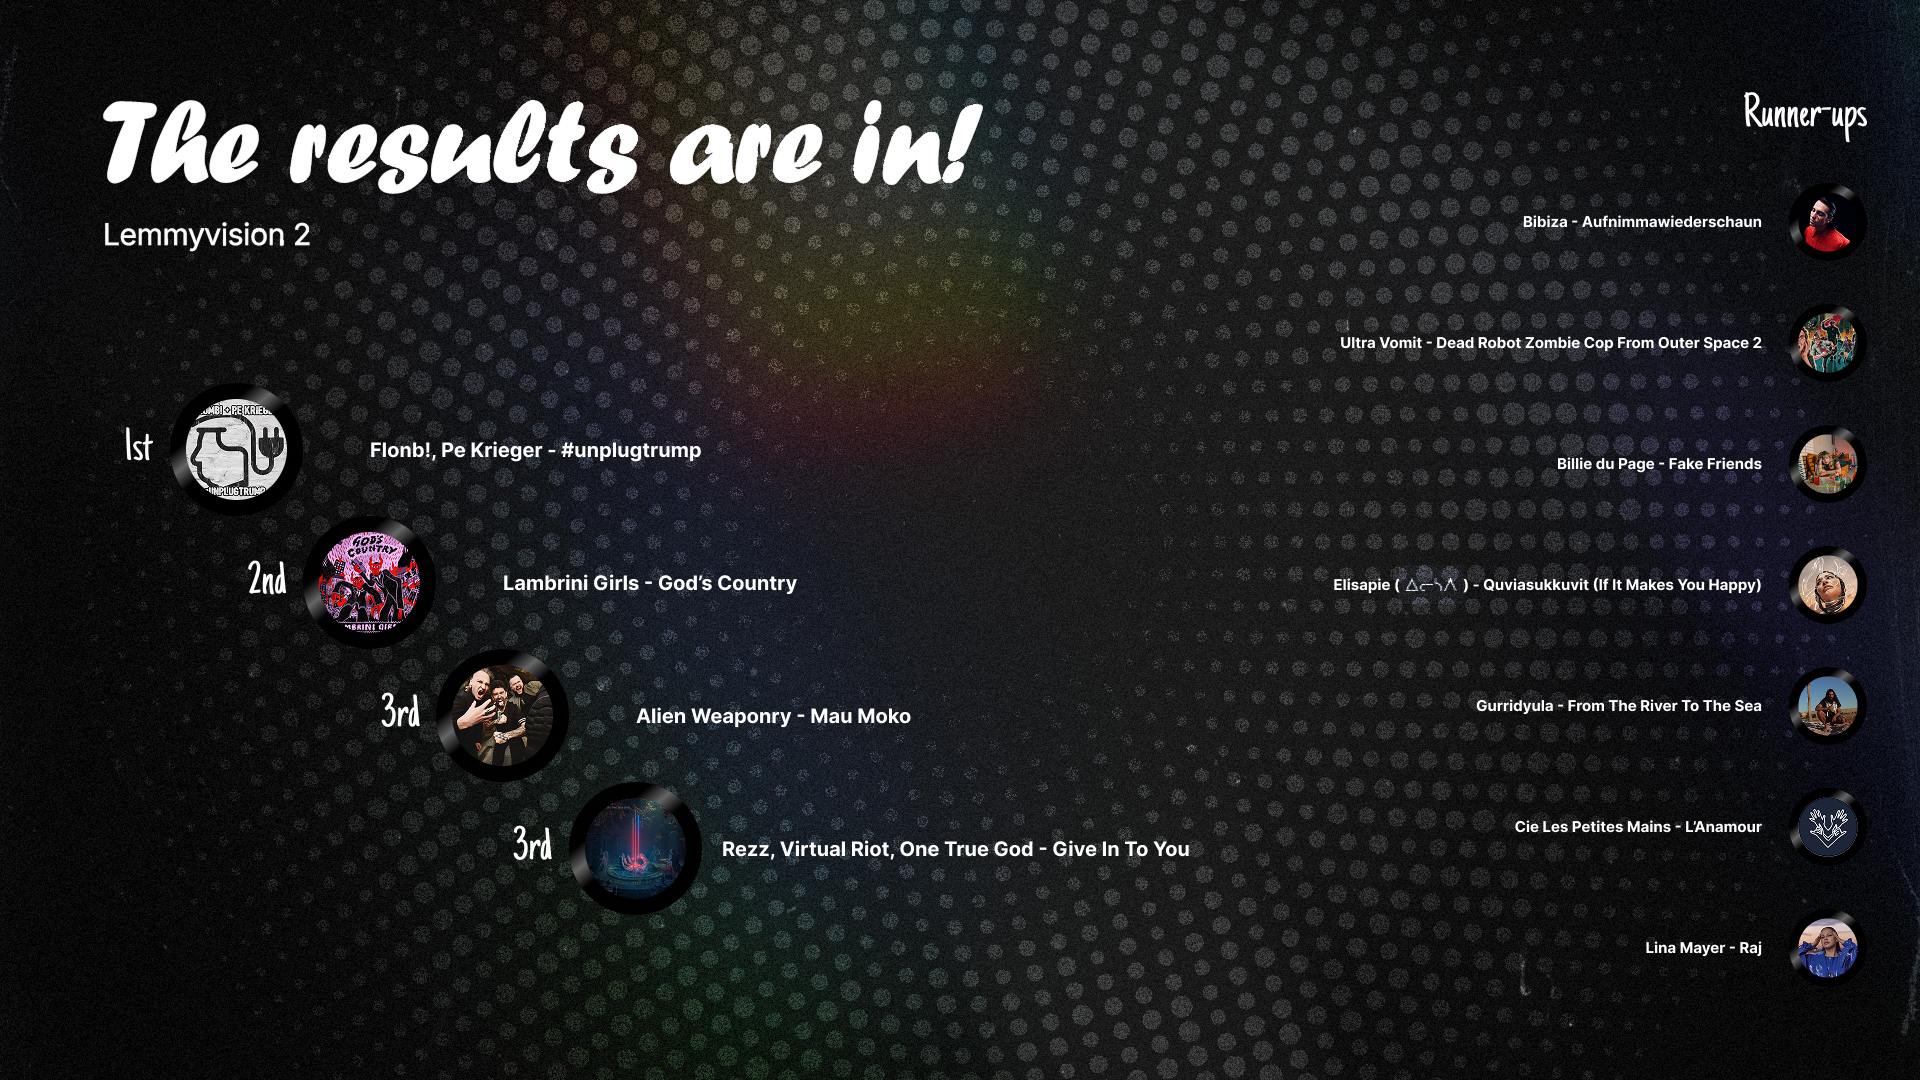 The results are in!
Lemmyvision 2
1st
OMBI + PE KRIEG
UNPLUGTRUMP
Flonb!, Pe Krieger - #unplugtrump
2nd
GOD'S
COUNTRY
MBRINI GIR
Lambrini Girls - God’s Country
3rd
Alien Weaponry - Mau Moko
3rd
Rezz, Virtual Riot, One True God - Give In To You
Runner-ups
Bibiza - Aufnimmawiederschaun
Ultra Vomit - Dead Robot Zombie Cop From Outer Space 2
Billie du Page - Fake Friends
Elisapie ( ᐃᓕᓴᐱ ) - Quviasukkuvit (If It Makes You Happy)
Gurridyula - From The River To The Sea
Cie Les Petites Mains - L’Anamour
Lina Mayer - Raj